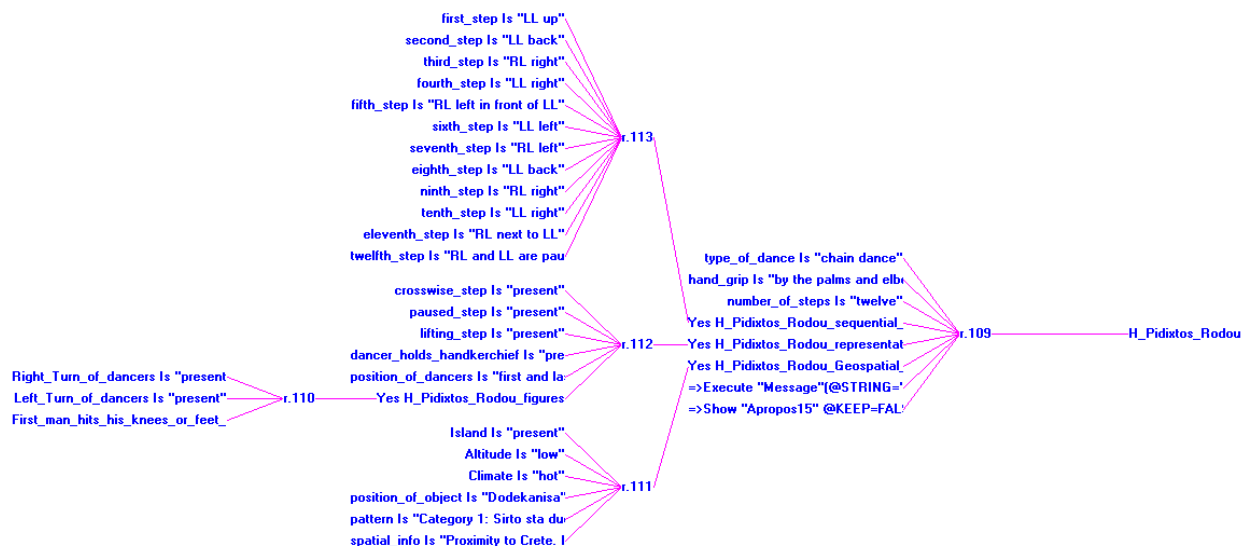 first_step Is "LL up"
second_step Is "LL back"
third_step Is "RL right"
fourth_step Is "LL right"
fifth_step Is "RL left in front of LL"
sixth_step Is "LL left"
seventh_step Is "RL left"
eighth_step Is "LL back"
ninth_step Is "RL right"
tenth_step Is "LL right"
eleventh_step Is "RL next to LL"
twelfth_step Is "RL and LL are pau
r.113
crosswise_step Is "present"
paused_step Is "present"
lifting_step Is "present"
dancer_holds_handkerchief Is "pre
position_of_dancers Is "first and la
Yes H_Pidixtos_Rodou_figures
r.112
Right_Turn_of_dancers Is "present
Left_Turn_of_dancers Is "present"
First_man_hits_his_knees_or_feet_
r.110
Island Is "present"
Altitude Is "low"
Climate Is "hot"
position_of_object Is "Dodekanisa"
pattern Is "Category 1: Sirto sta du
spatial_info Is "Proximity to Crete, I
r.111
type_of_dance Is "chain dance"
hand_grip Is "by the palms and elb
number_of_steps Is "twelve"
Yes H_Pidixtos_Rodou_sequential_
Yes H_Pidixtos_Rodou_representat
Yes H_Pidixtos_Rodou_Geospatial_
=>Execute "Message"(@STRING="
=>Show "Apropos15" @KEEP=FAL
r.109
H_Pidixtos_Rodou